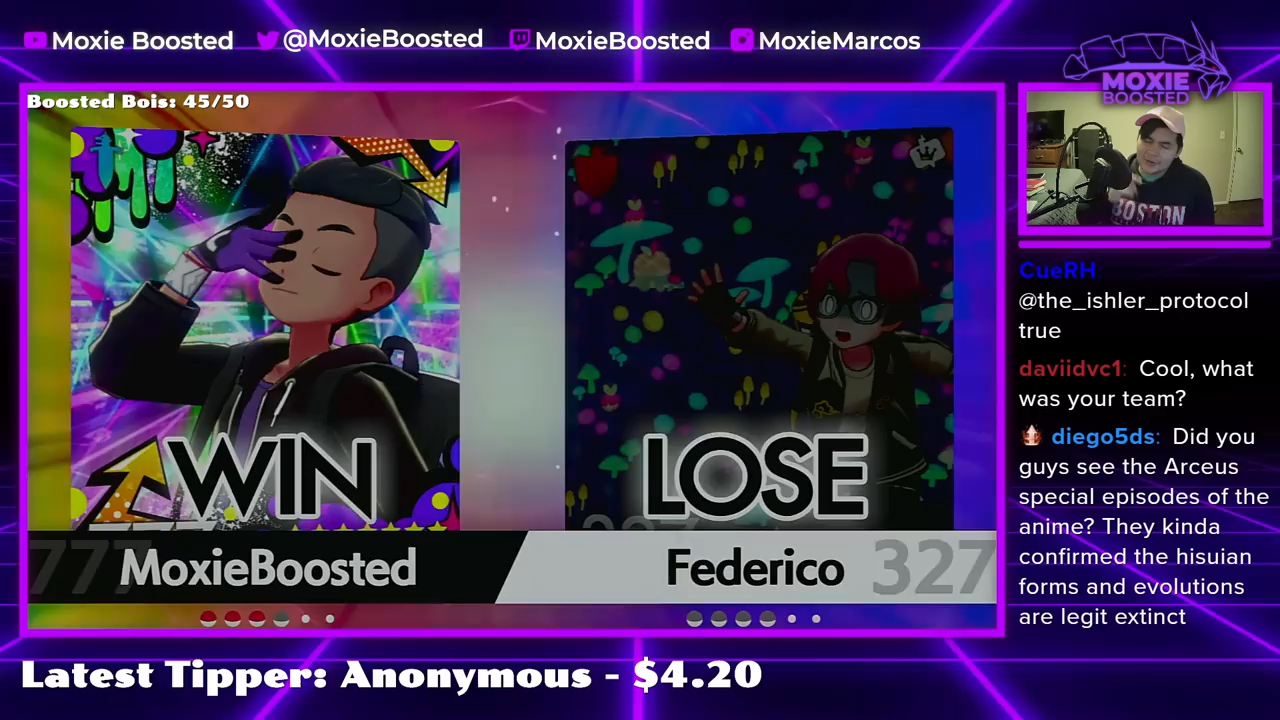 Moxie Boosted @MoxieBoosted MoxieBoosted MoxieMarcos
MOXIE
BOOSTED
Boosted Bois: 45/50
BOSTON
WIN
LOSE
777 MoxieBoosted
Federico 327
CueRH:
@the_ishler_protocol
true
daviidvc1: Cool, what
was your team?
diego5ds: Did you
guys see the Arceus
special episodes of the
anime? They kinda
confirmed the hisuian
forms and evolutions
are legit extinct
Latest Tipper: Anonymous - $4.20